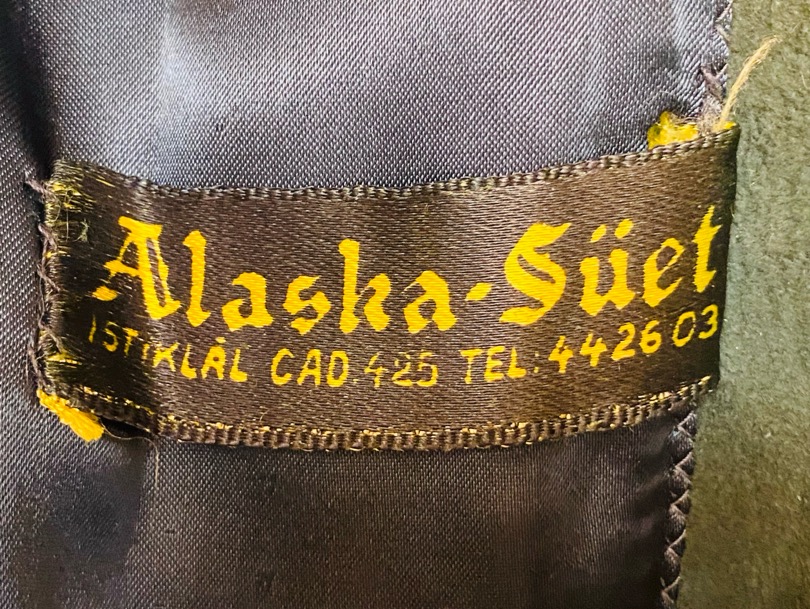 Alaska-Süet
İSTİKLÂL CAD. 425 TEL: 442603